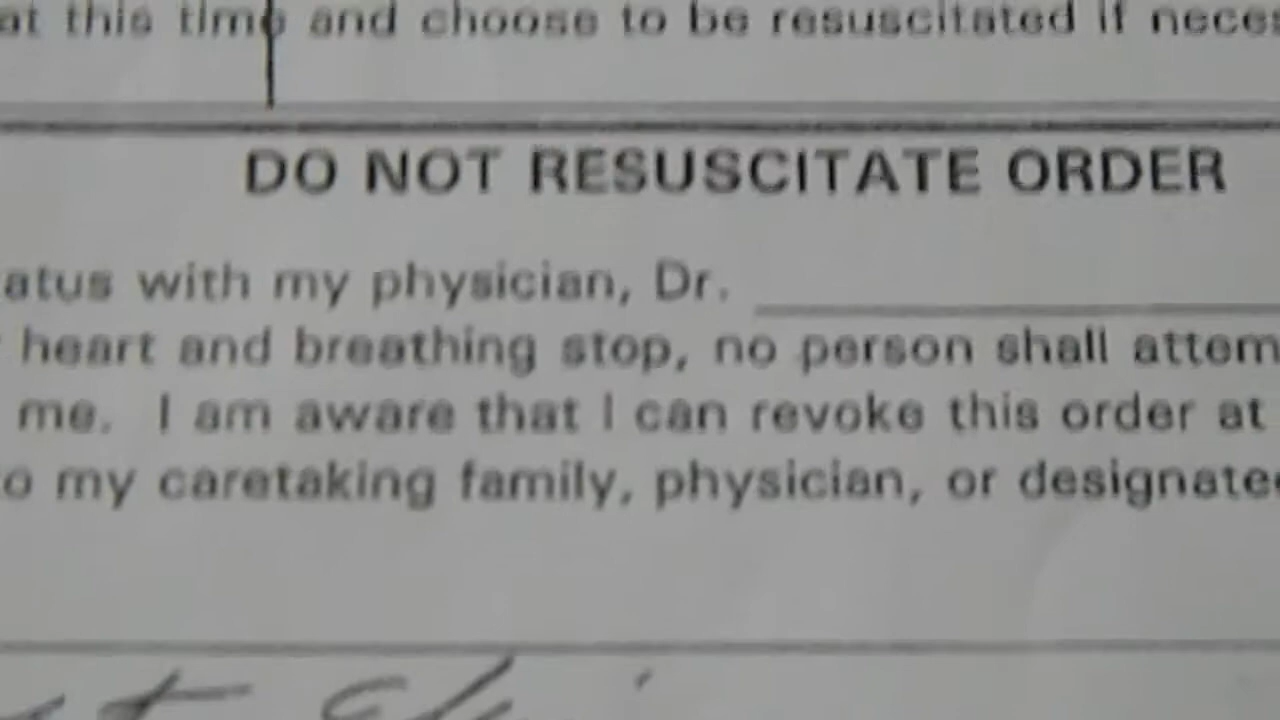 at this time and choose to be resuscitated if neces
DO NOT RESUSCITATE ORDER
atus with my physician, Dr.
heart and breathing stop, no person shall attem
me. I am aware that I can revoke this order at
o my caretaking family, physician, or designated